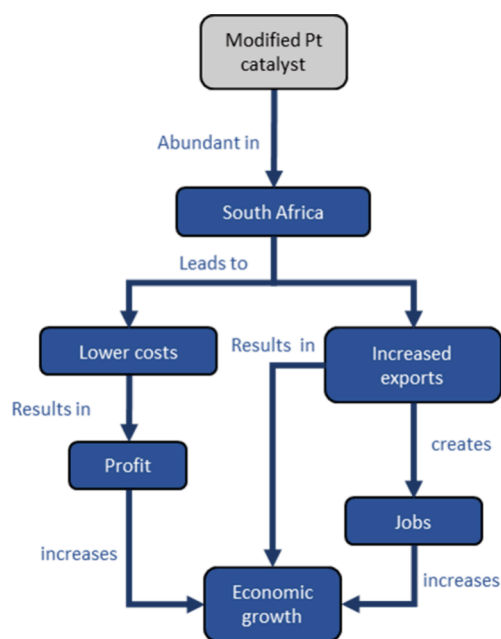 Modified Pt
catalyst
Abundant in
South Africa
Leads to
Lower costs
Results in
Increased
exports
Results in
creates
Profit
Jobs
increases
increases
Economic
growth